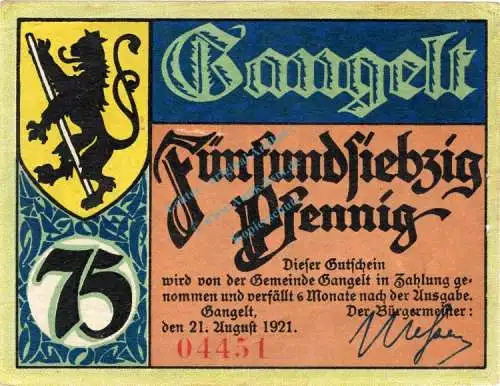 Gangelt
Fünfundsiebzig
Pfennig
75
Dieser Gutschein
wird von der Gemeinde Gangelt in Zahlung ge-
nommen und verfällt 6 Monate nach der Ausgabe.
Gangelt, Der Bürgermeister:
den 21. August 1921.
04451